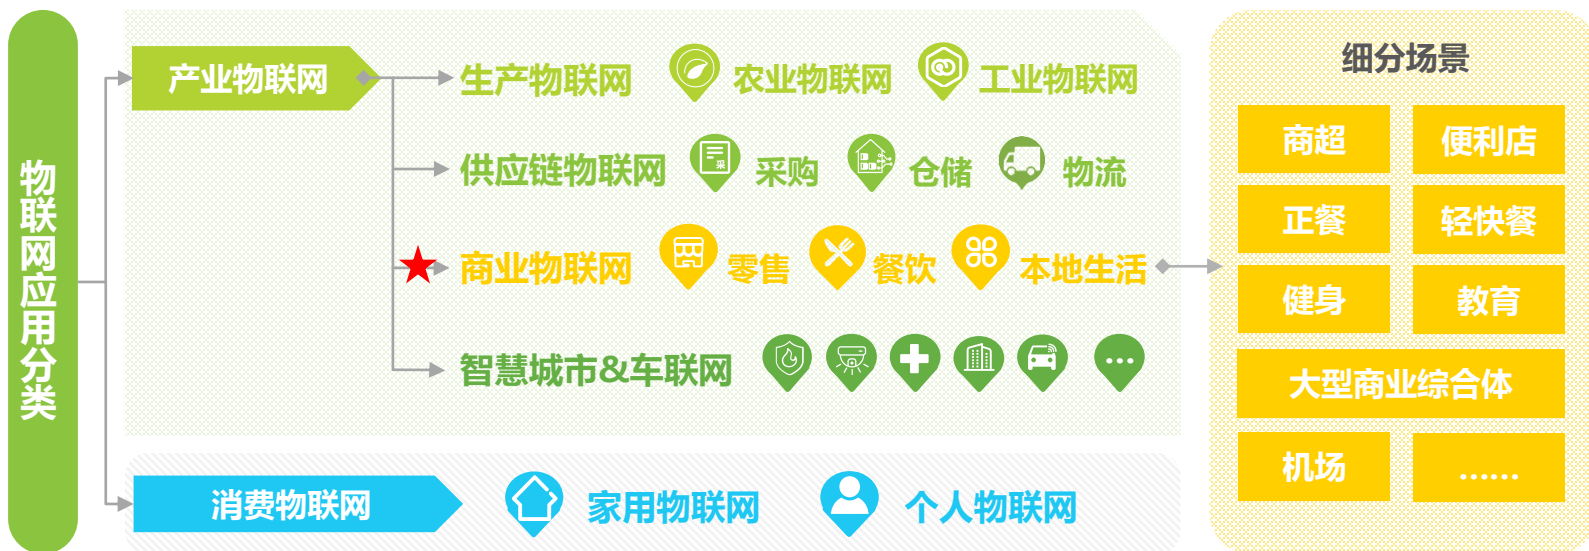 物联网应用分类
产业物联网
生产物联网
农业物联网
工业物联网
供应链物联网
采
采购
仓储
物流
商业物联网
零售
餐饮
本地生活
智慧城市&车联网
...
消费物联网
家用物联网
个人物联网
细分场景
商超
便利店
正餐
轻快餐
健身
教育
大型商业综合体
机场
......